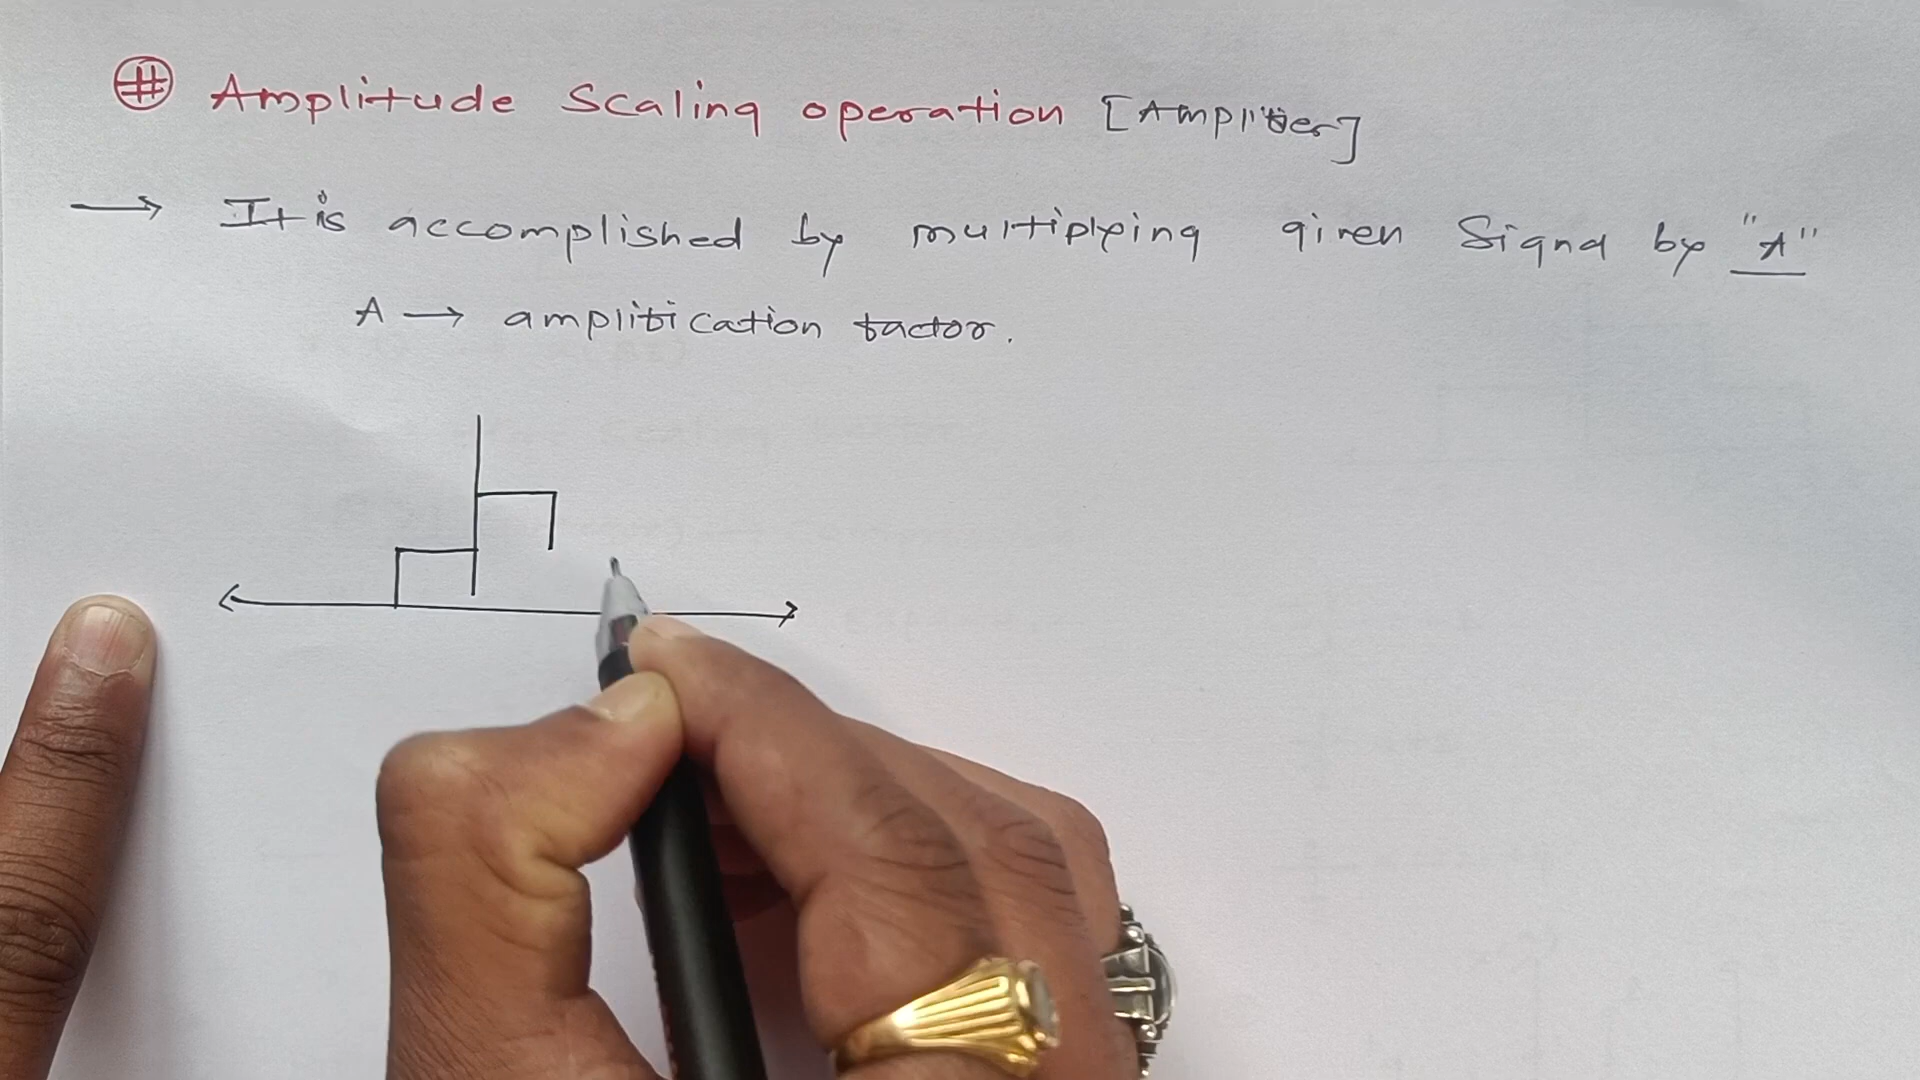 # Amplitude Scaling operation [Amplifier]
→ It is accomplished by multiplying given Signal by "A"
A → amplification factor.